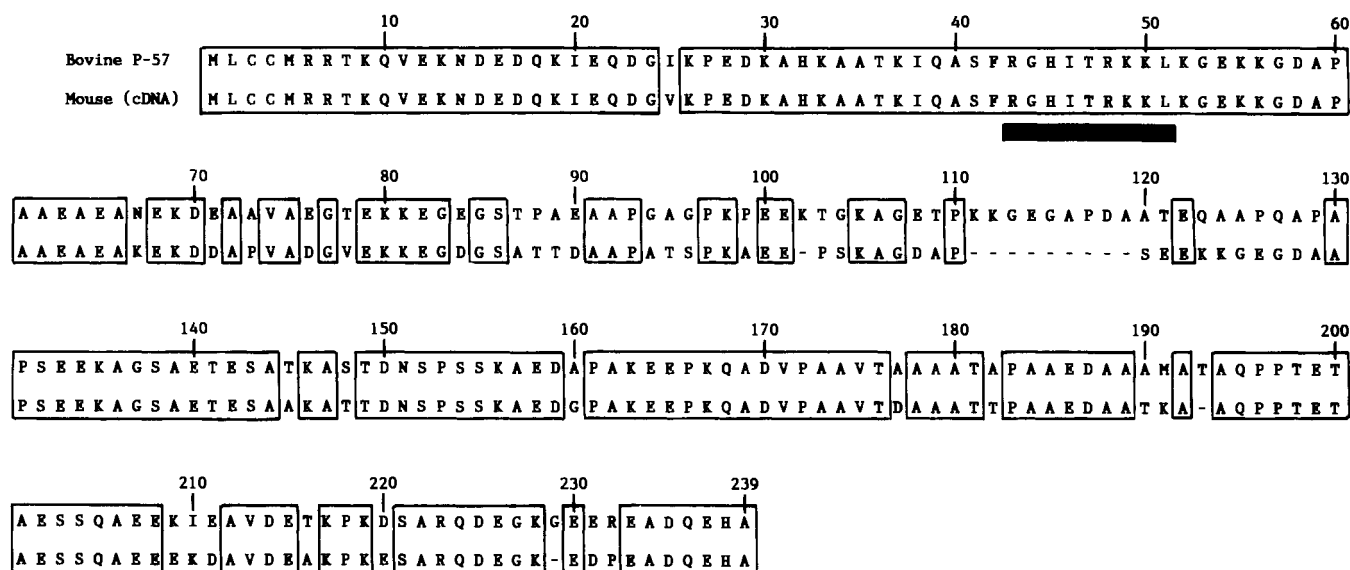 10 20 30 40 50 60
Bovine P-57 M L C C M R R T K Q V E K N D E D Q K I E Q D G I K P E D K A H K A A T K I Q A S F R G H I T R K K L K G E K K G D A P
Mouse (cDNA) M L C C M R R T K Q V E K N D E D Q K I E Q D G V K P E D K A H K A A T K I Q A S F R G H I T R K K L K G E K K G D A P
70 80 90 100 110 120 130
A A E A E A N E K D E A A V A E G T E K K E G E G S T P A E A A P G A G P K P E E K T G K A G E T P K K G E G A P D A A T E Q A A P Q A P A
A A E A E A K E K D D A P V A D G V E K K E G D G S A T T D A A P A T S P K A E E - P S K A G D A P - - - - - - - - - S E E K K G E G D A A
140 150 160 170 180 190 200
P S E E K A G S A E T E S A T K A S T D N S P S S K A E D A P A K E E P K Q A D V P A A V T A A A A T A P A A E D A A A M A T A Q P P T E T
P S E E K A G S A E T E S A A K A T T D N S P S S K A E D G P A K E E P K Q A D V P A A V T D A A A T T P A A E D A A T K A - A Q P P T E T
210 220 230 239
A E S S Q A E E K I E A V D E T K P K D S A R Q D E G K G E E R E A D Q E H A
A E S S Q A E E E K D A V D E A K P K E S A R Q D E G K - E D P E A D Q E H A